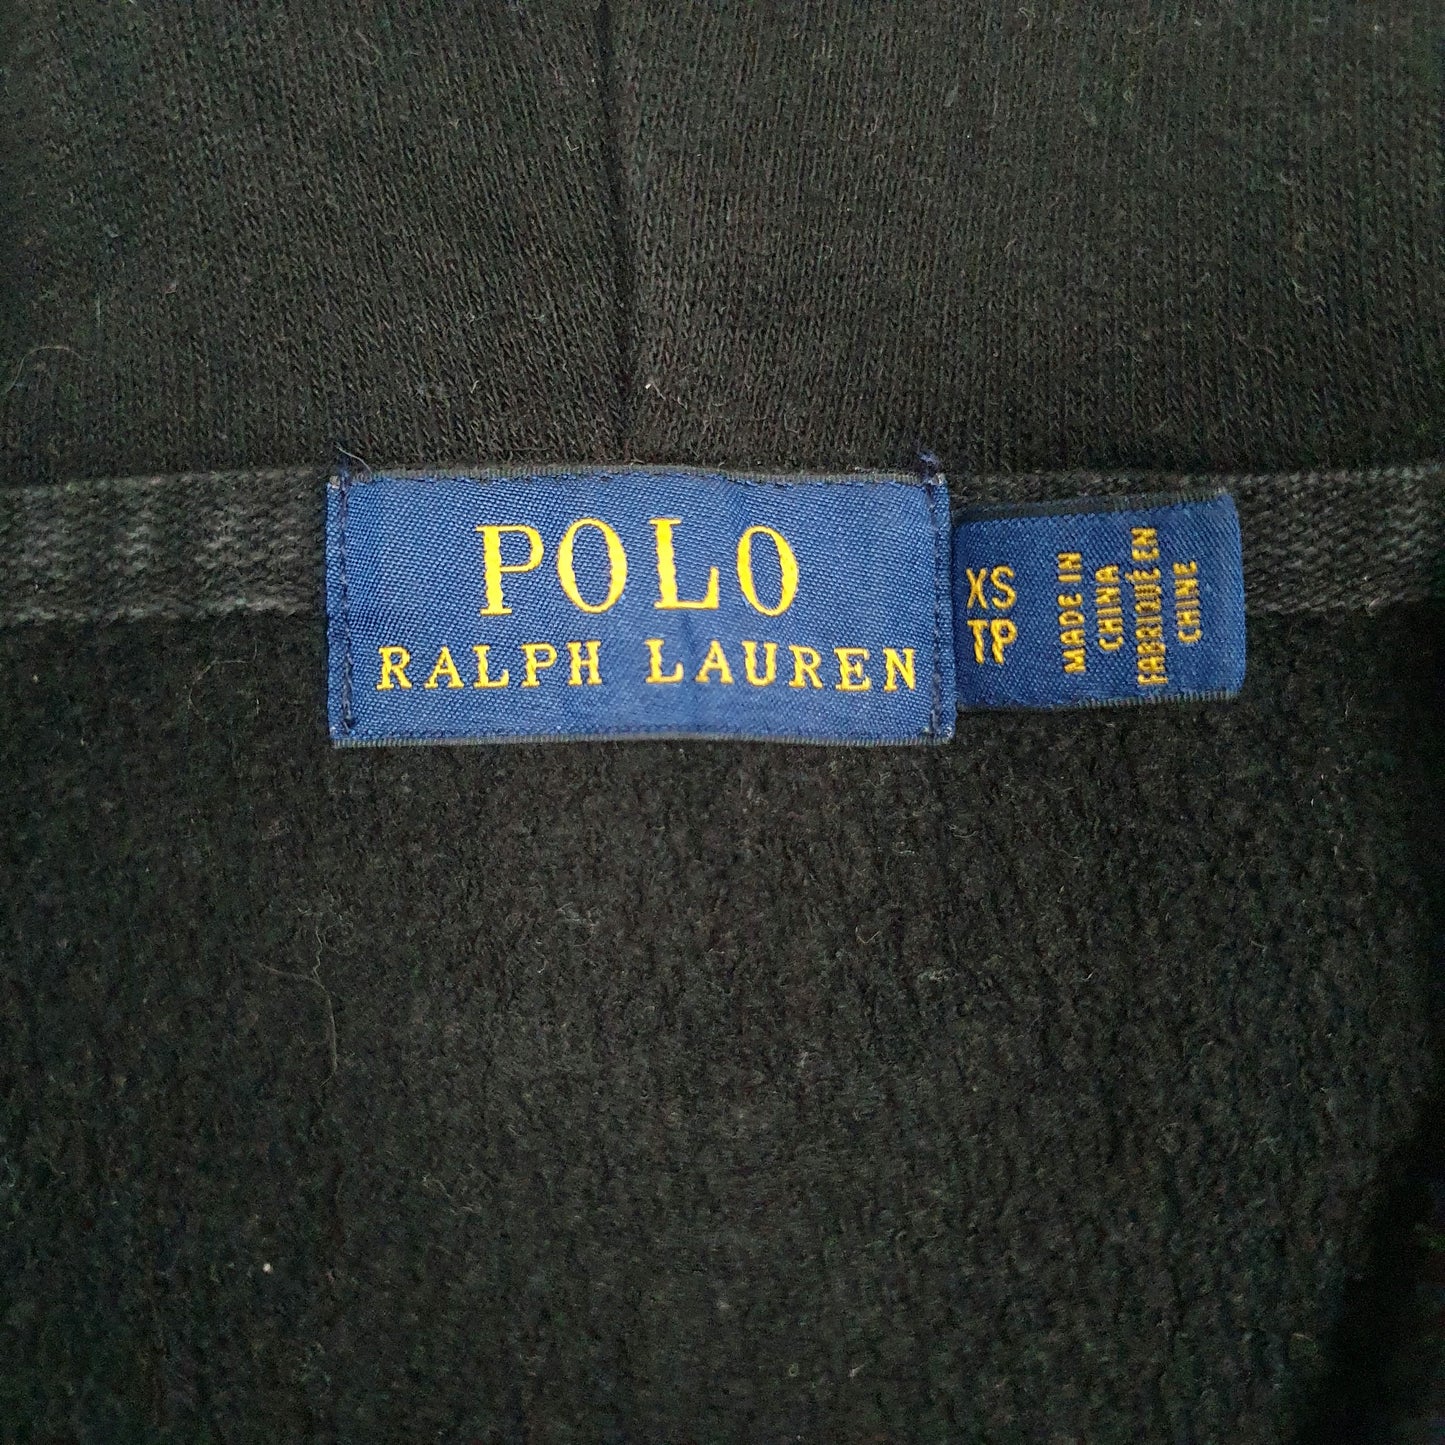 POLO
RALPH LAUREN
XS
TP
MADE IN
CHINA
FABRIQUÉ EN
CHINE